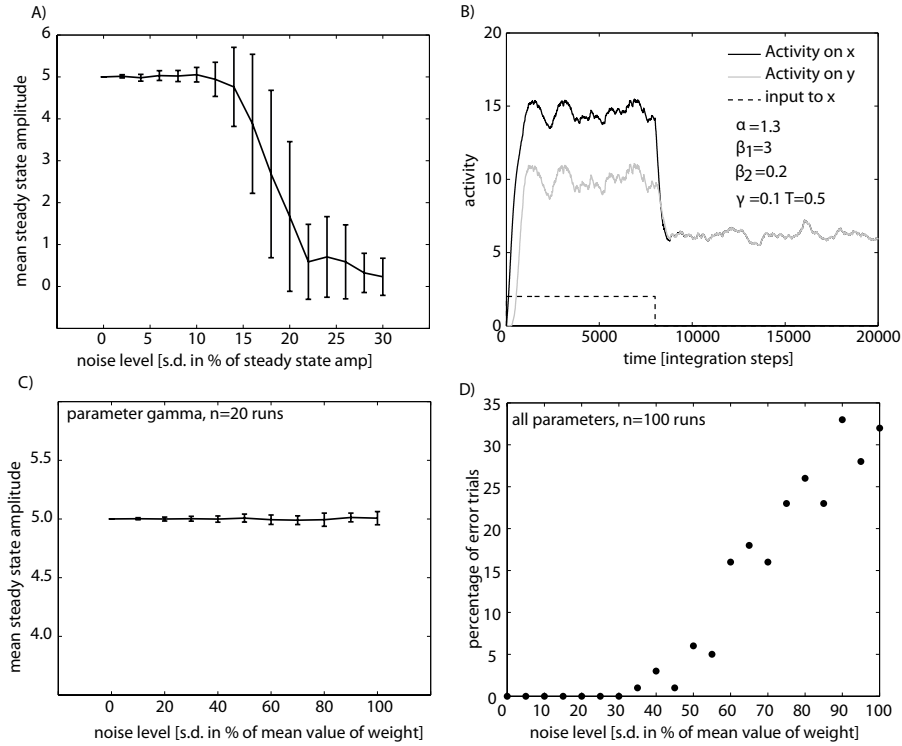 A)
6
5
4
3
2
1
0
0 5 10 15 20 25 30
mean steady state amplitude
noise level [s.d. in % of steady state amp]
B)
20
15
10
5
0
0 5000 10000 15000 20000
activity
time [integration steps]
Activity on x
Activity on y
input to x
α =1.3
β1=3
β2=0.2
γ =0.1 T=0.5
C)
parameter gamma, n=20 runs
5.5
5.0
4.5
4.0
0 20 40 60 80 100
mean steady state amplitude
noise level [s.d. in % of mean value of weight]
D)
all parameters, n=100 runs
35
30
25
20
15
10
5
0
0 10 20 30 40 50 60 70 80 90 100
percentage of error trials
noise level [s.d. in % of mean value of weight]